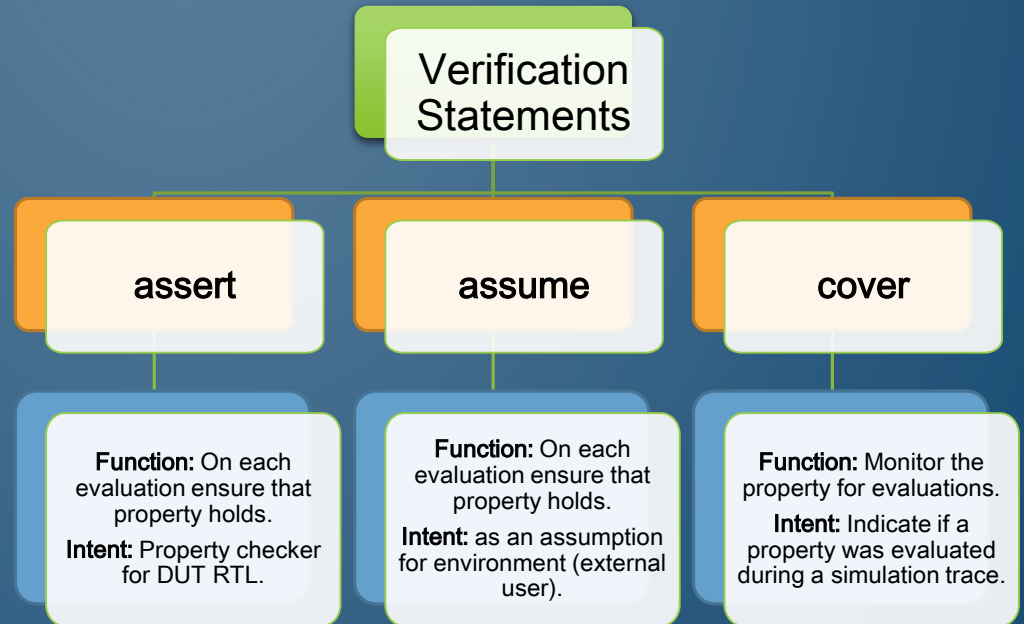 Verification
Statements
assert
assume
cover
Function: On each
evaluation ensure that
property holds.
Intent: Property checker
for DUT RTL.
Function: On each
evaluation ensure that
property holds.
Intent: as an assumption
for environment (external
user).
Function: Monitor the
property for evaluations.
Intent: Indicate if a
property was evaluated
during a simulation trace.